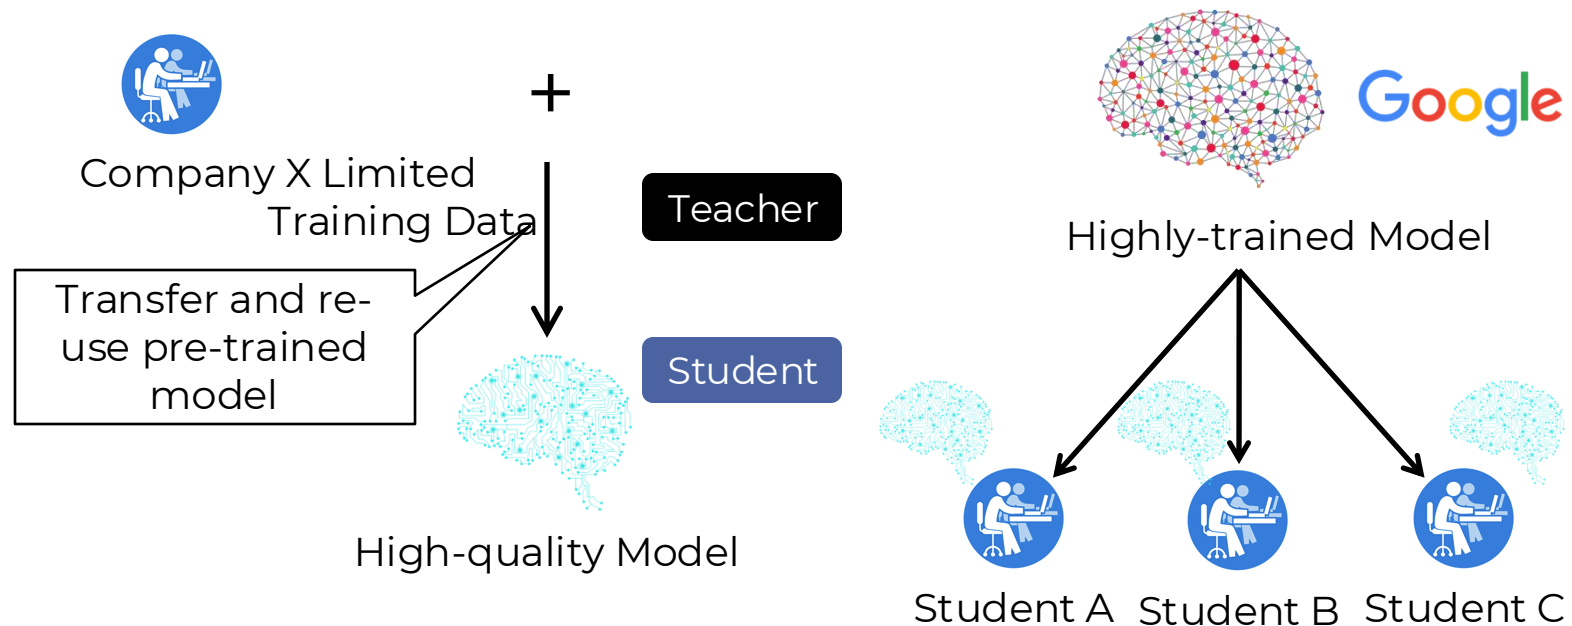 +
Google
Company X Limited
Training Data
Teacher
Highly-trained Model
Transfer and re-
use pre-trained
model
Student
High-quality Model
Student A
Student B
Student C